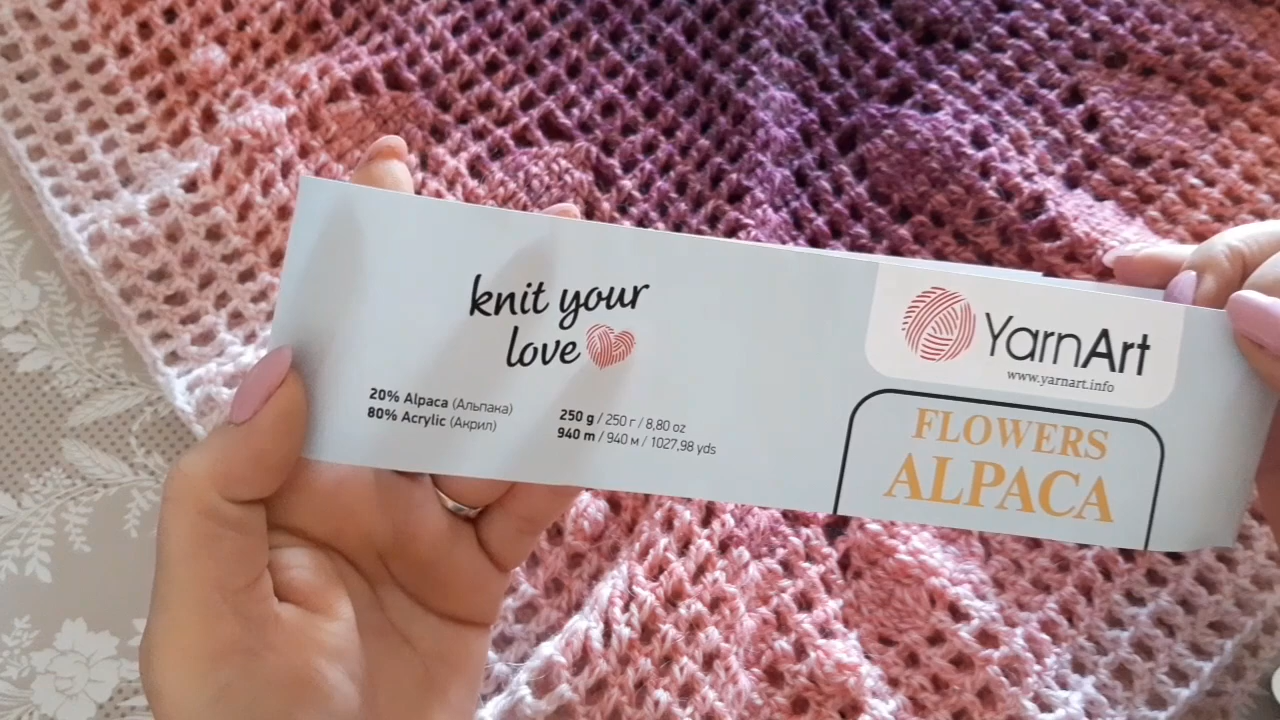 knit your
love
20% Alpaca (Альпака)
80% Acrylic (Акрил)
250 g / 250 г / 8,80 oz
940 m / 940 м / 1027,98 yds
YarnArt
www.yarnart.info
FLOWERS
ALPACA